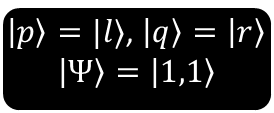 |p⟩ = |l⟩, |q⟩ = |r⟩
|Ψ⟩ = |1,1⟩